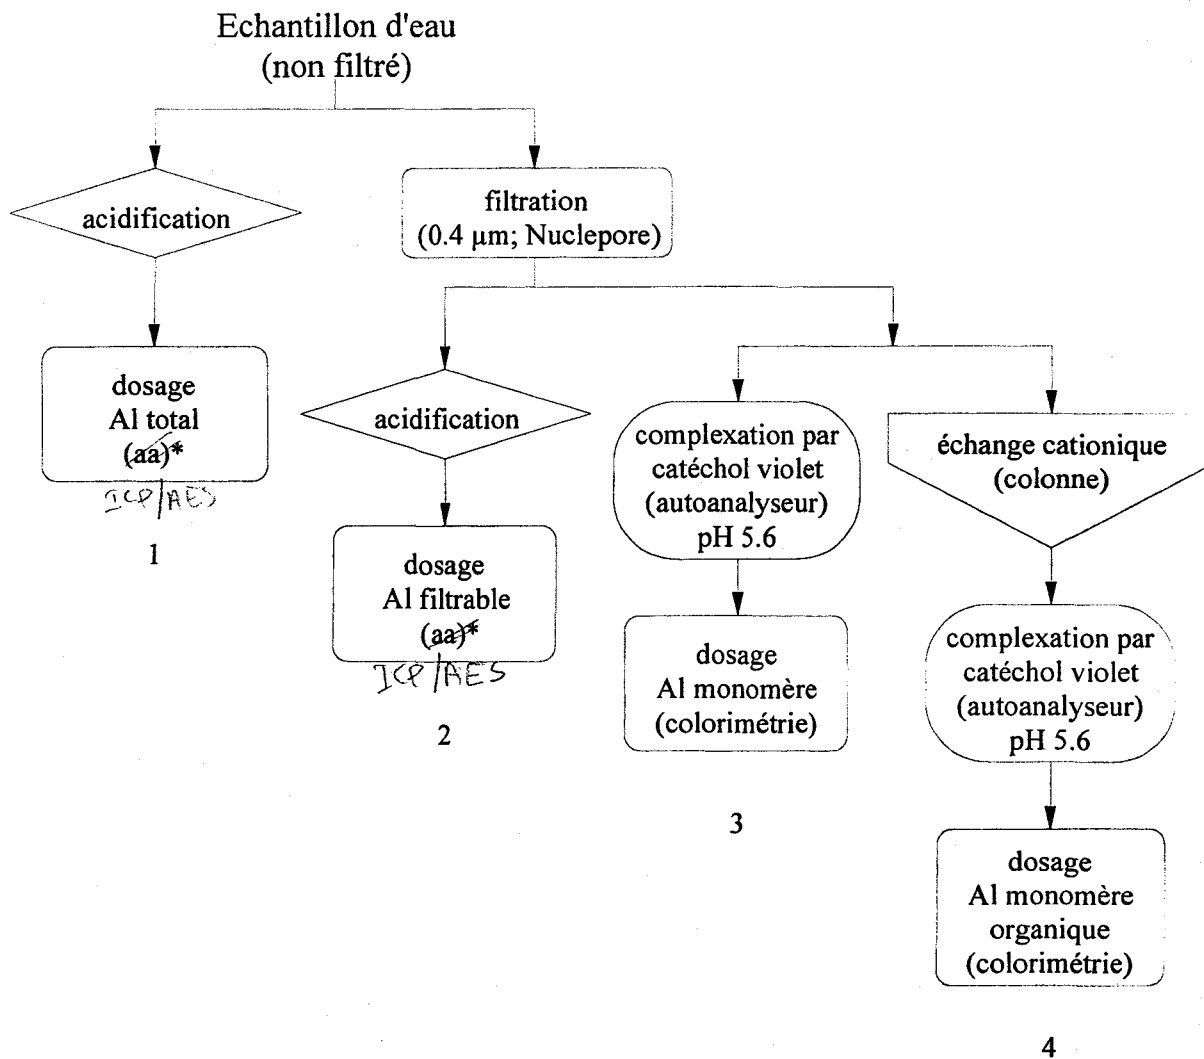 Echantillon d'eau
(non filtré)
acidification
filtration
(0.4 µm; Nuclepore)
dosage
Al total
(aa)*
ICP/AES
1
acidification
dosage
Al filtrable
(aa)*
ICP/AES
2
complexation par
catéchol violet
(autoanalyseur)
pH 5.6
dosage
Al monomère
(colorimétrie)
3
échange cationique
(colonne)
complexation par
catéchol violet
(autoanalyseur)
pH 5.6
dosage
Al monomère
organique
(colorimétrie)
4